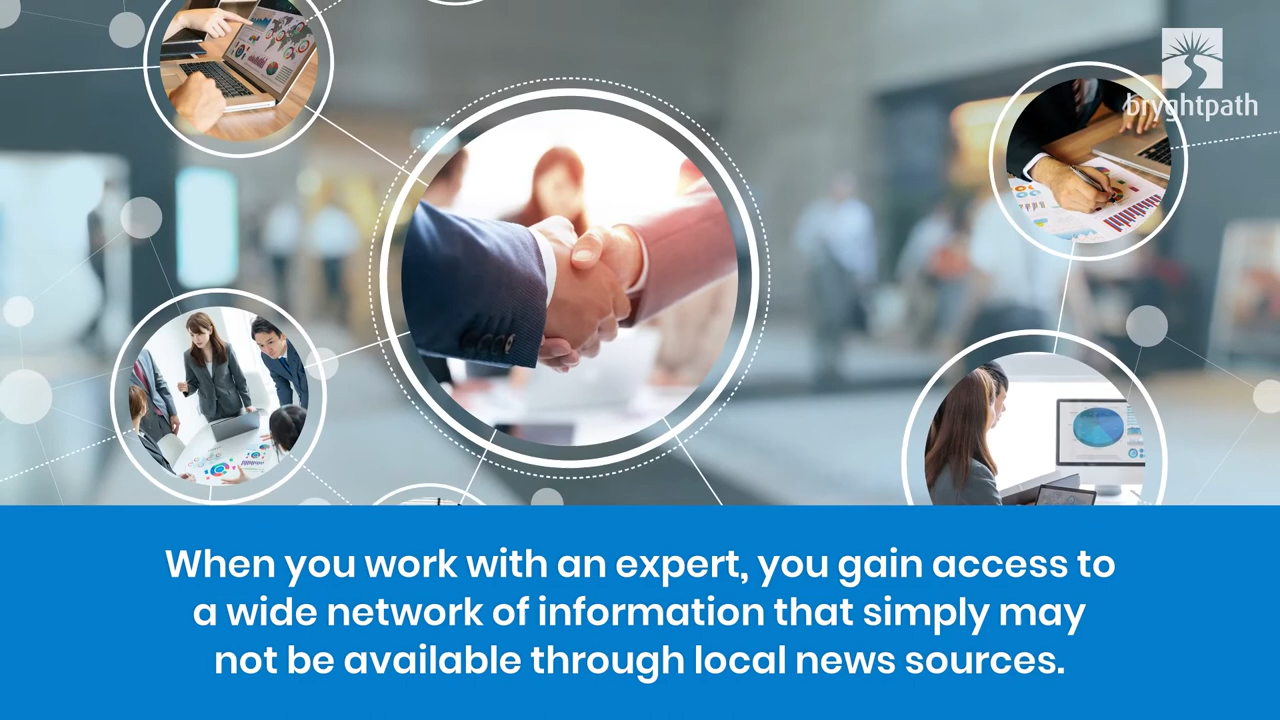 bryghtpath
When you work with an expert, you gain access to
a wide network of information that simply may
not be available through local news sources.